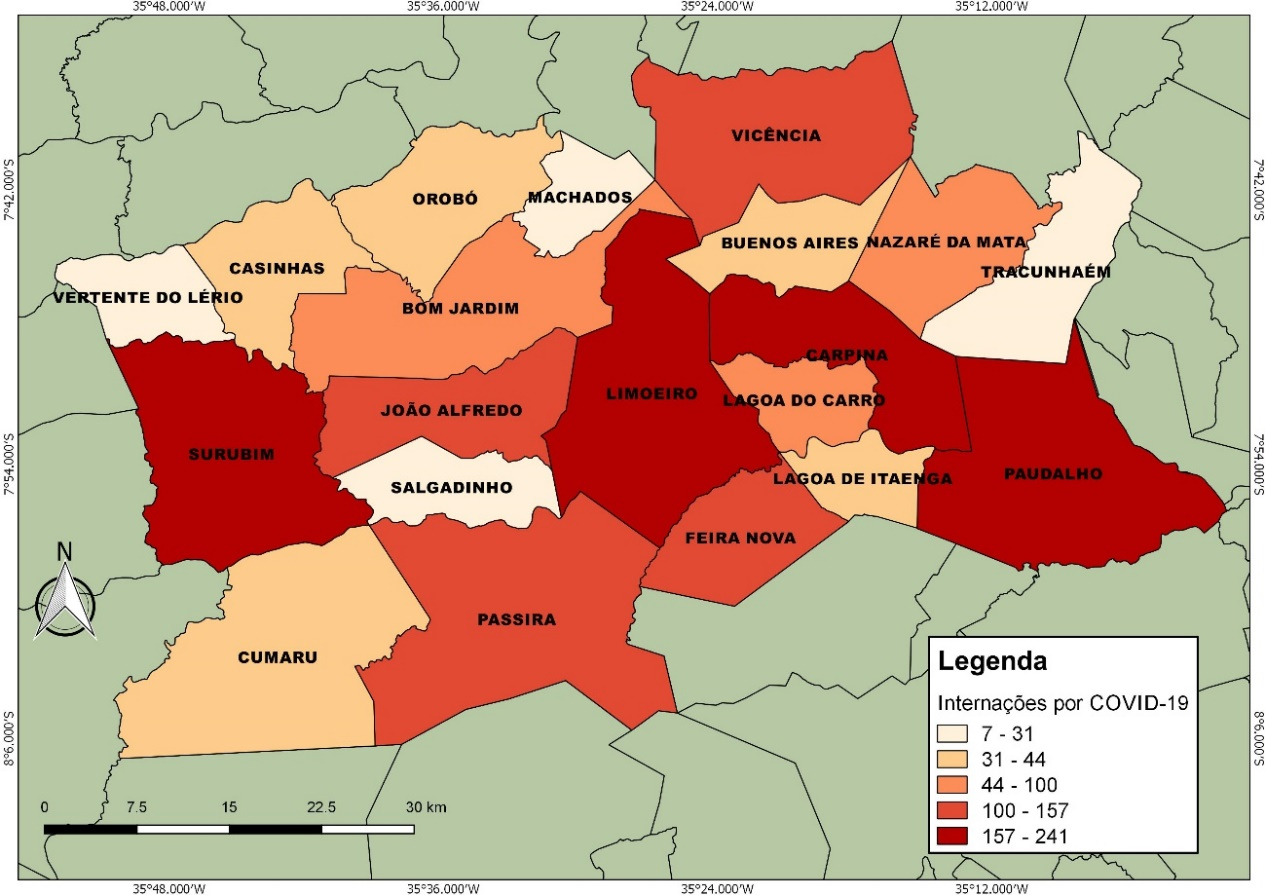 35°48.000'W 35°36.000'W 35°24.000'W 35°12.000'W
7°42.000'S
7°54.000'S
8°6.000'S
VICÊNCIA
OROBÓ
MACHADOS
BUENOS AIRES
NAZARÉ DA MATA
CASINHAS
TRACUNHAÉM
VERTENTE DO LÉRIO
BOM JARDIM
CARPINA
LIMOEIRO
LAGOA DO CARRO
JOÃO ALFREDO
SURUBIM
PAUDALHO
LAGOA DE ITAENGA
SALGADINHO
FEIRA NOVA
PASSIRA
CUMARU
N
7°42.000'S
7°54.000'S
8°6.000'S
Legenda
Internações por COVID-19
7 - 31
31 - 44
44 - 100
100 - 157
157 - 241
0 7.5 15 22.5 30 km
35°48.000'W 35°36.000'W 35°24.000'W 35°12.000'W